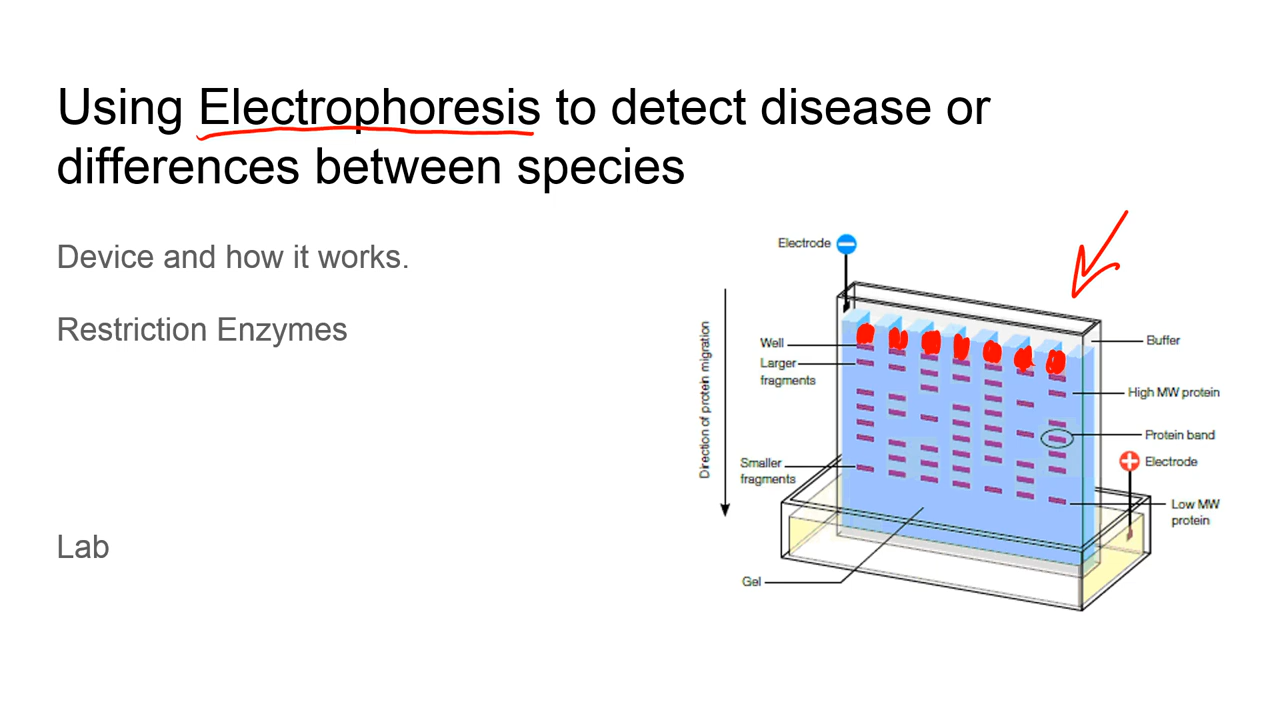 Using Electrophoresis to detect disease or
differences between species
Device and how it works.
Restriction Enzymes
Lab
Electrode
Direction of protein migration
Well
Larger
fragments
Smaller
fragments
Gel
Buffer
High MW protein
Protein band
Electrode
Low MW
protein